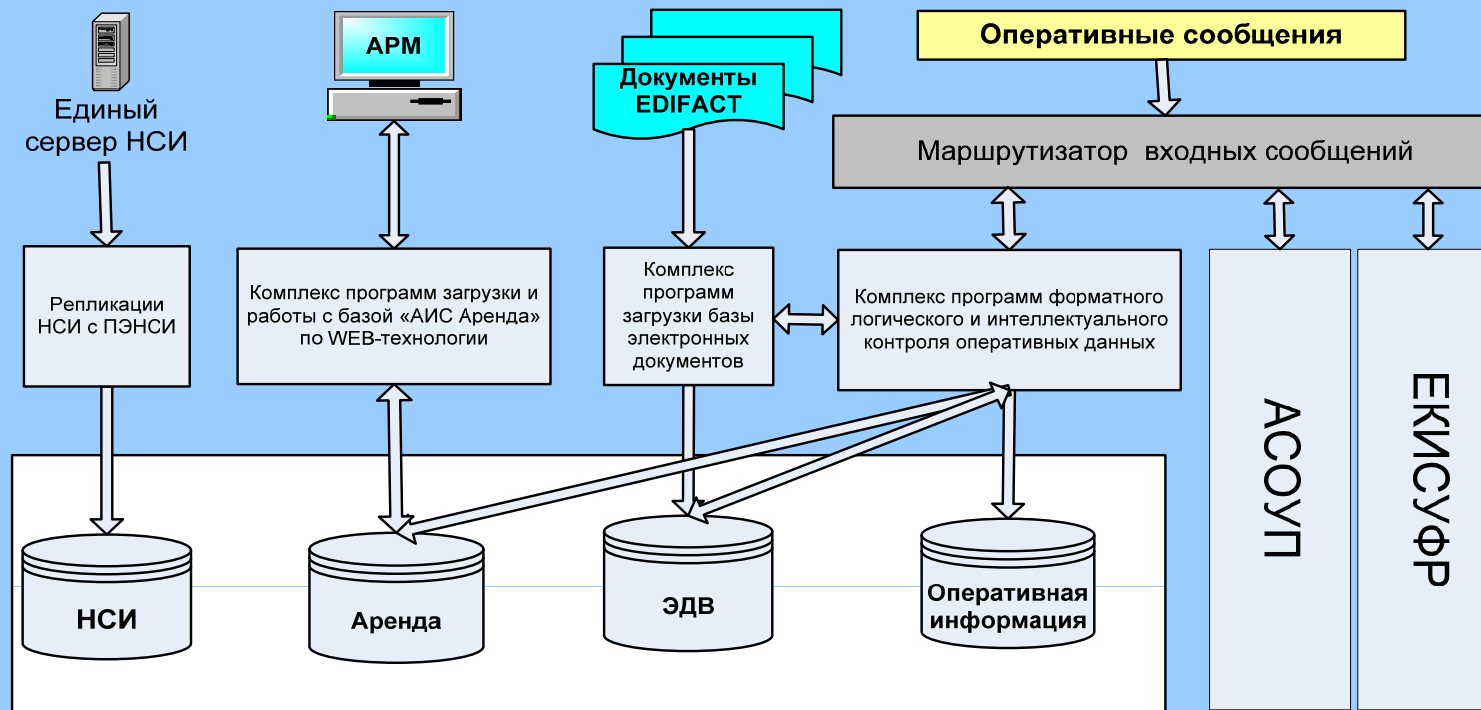 Единый
сервер НСИ
АРМ
Документы
EDIFACT
Оперативные сообщения
Маршрутизатор входных сообщений
Репликации
НСИ с ПЭНСИ
Комплекс программ загрузки и
работы с базой «АИС Аренда»
по WEB-технологии
Комплекс
программ
загрузки базы
электронных
документов
Комплекс программ форматного
логического и интеллектуального
контроля оперативных данных
АСОУП
ЕКИСУФР
НСИ
Аренда
ЭДВ
Оперативная
информация